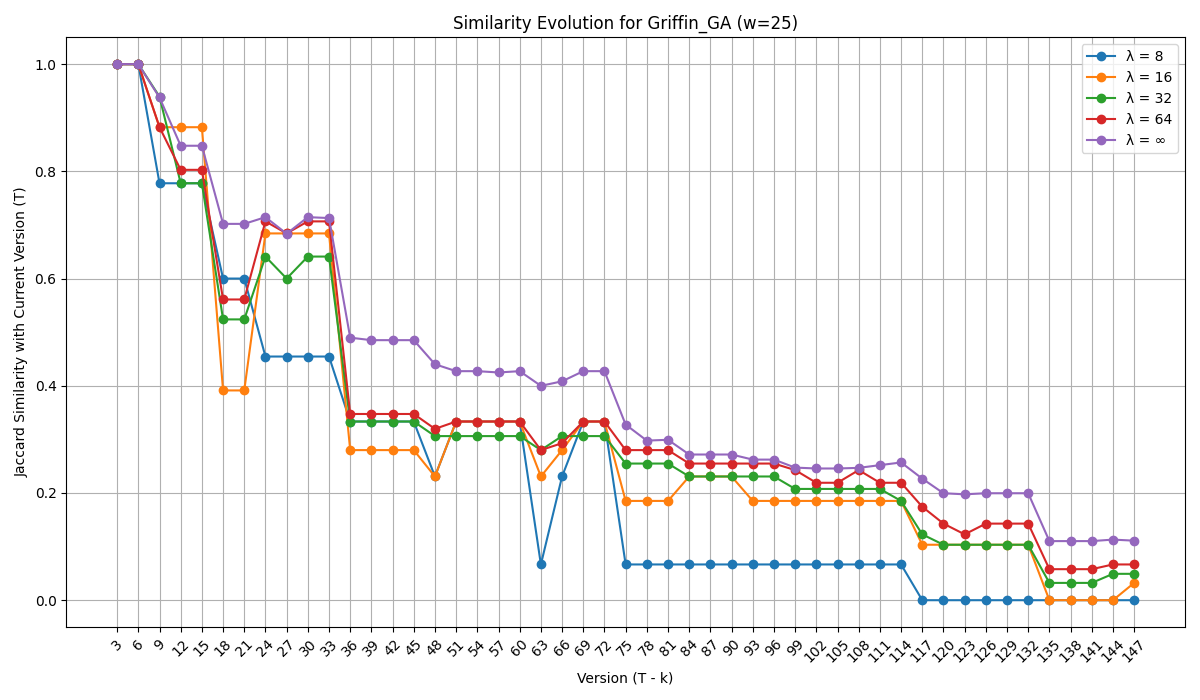 Similarity Evolution for Griffin_GA (w=25)
λ = 8
λ = 16
λ = 32
λ = 64
λ = ∞
Jaccard Similarity with Current Version (T)
1.0
0.8
0.6
0.4
0.2
0.0
3 6 9 12 15 18 21 24 27 30 33 36 39 42 45 48 51 54 57 60 63 66 69 72 75 78 81 84 87 90 93 96 99 102 105 108 111 114 117 120 123 126 129 132 135 138 141 144 147
Version (T - k)